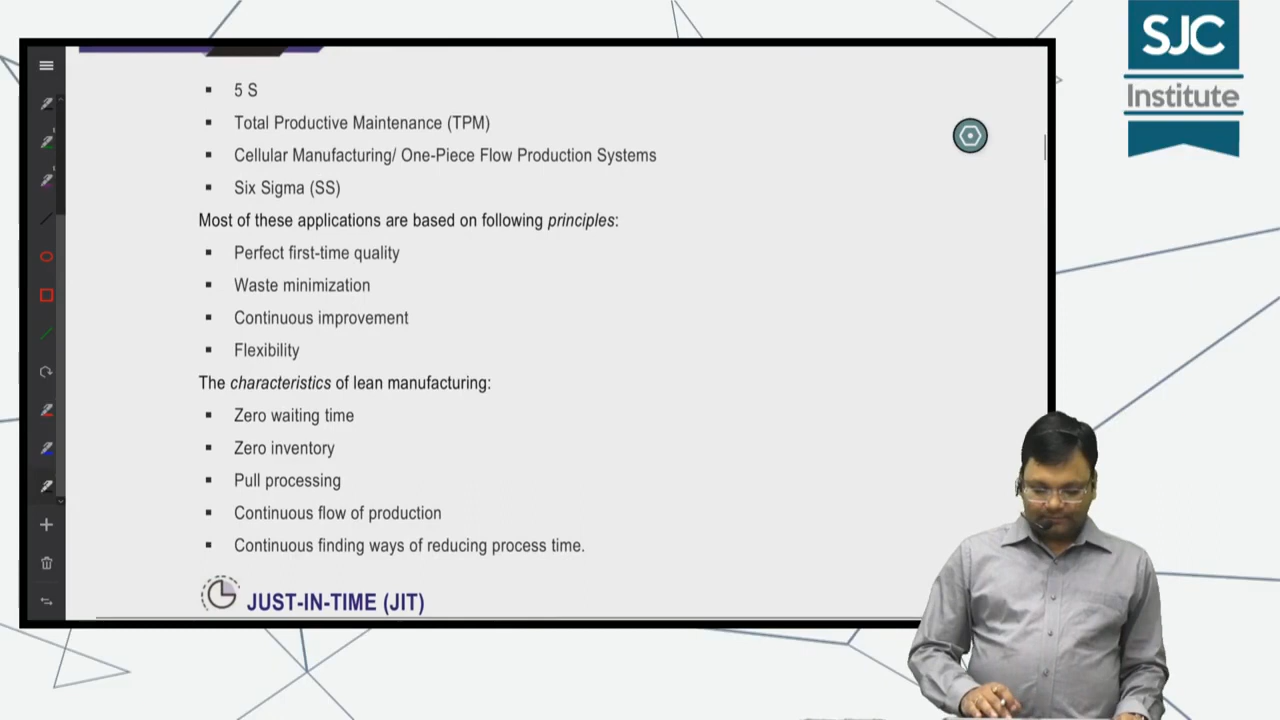 SJC
Institute
▪ 5 S
▪ Total Productive Maintenance (TPM)
▪ Cellular Manufacturing/ One-Piece Flow Production Systems
▪ Six Sigma (SS)
Most of these applications are based on following principles:
▪ Perfect first-time quality
▪ Waste minimization
▪ Continuous improvement
▪ Flexibility
The characteristics of lean manufacturing:
▪ Zero waiting time
▪ Zero inventory
▪ Pull processing
▪ Continuous flow of production
▪ Continuous finding ways of reducing process time.
JUST-IN-TIME (JIT)